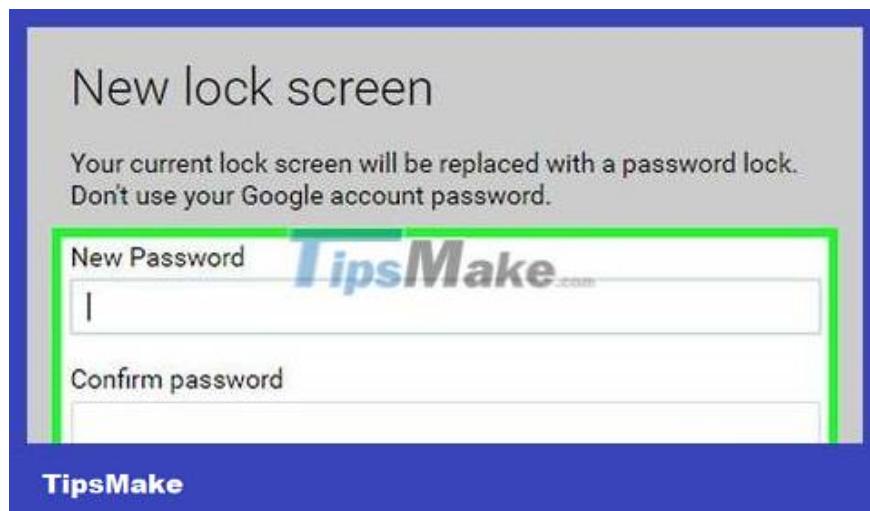 New lock screen
Your current lock screen will be replaced with a password lock.
Don't use your Google account password.
New Password
TipsMake.com
Confirm password
TipsMake